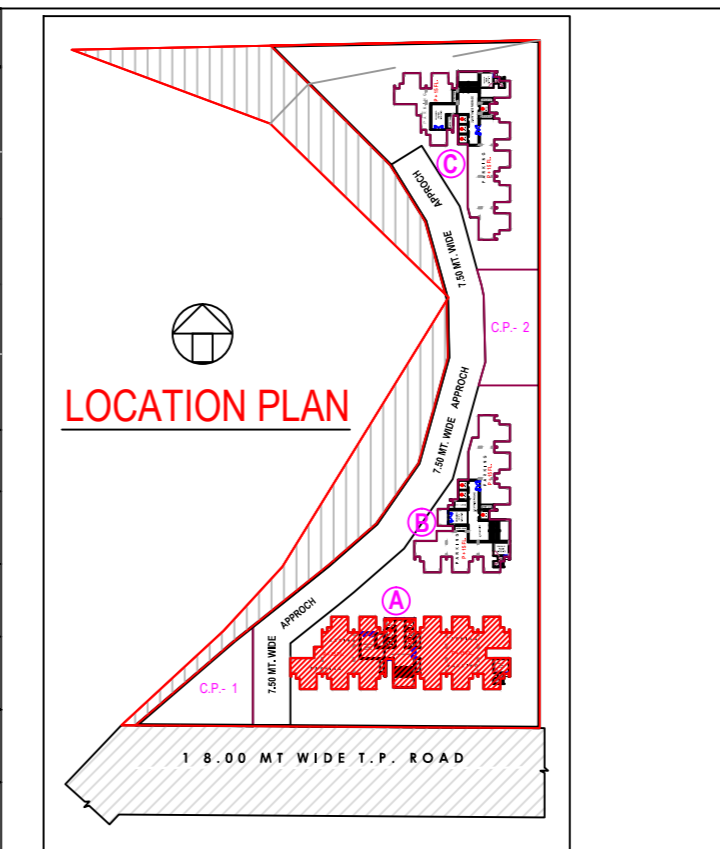 C
P A R K I N G
7.50 MT. WIDE APPROCH
C.P.- 2
LOCATION PLAN
7.50 MT. WIDE APPROCH
B
P A R K I N G
P A R K I N G
A
7.50 MT. WIDE APPROCH
C.P.- 1
1 8.00 MT WIDE T.P. ROAD